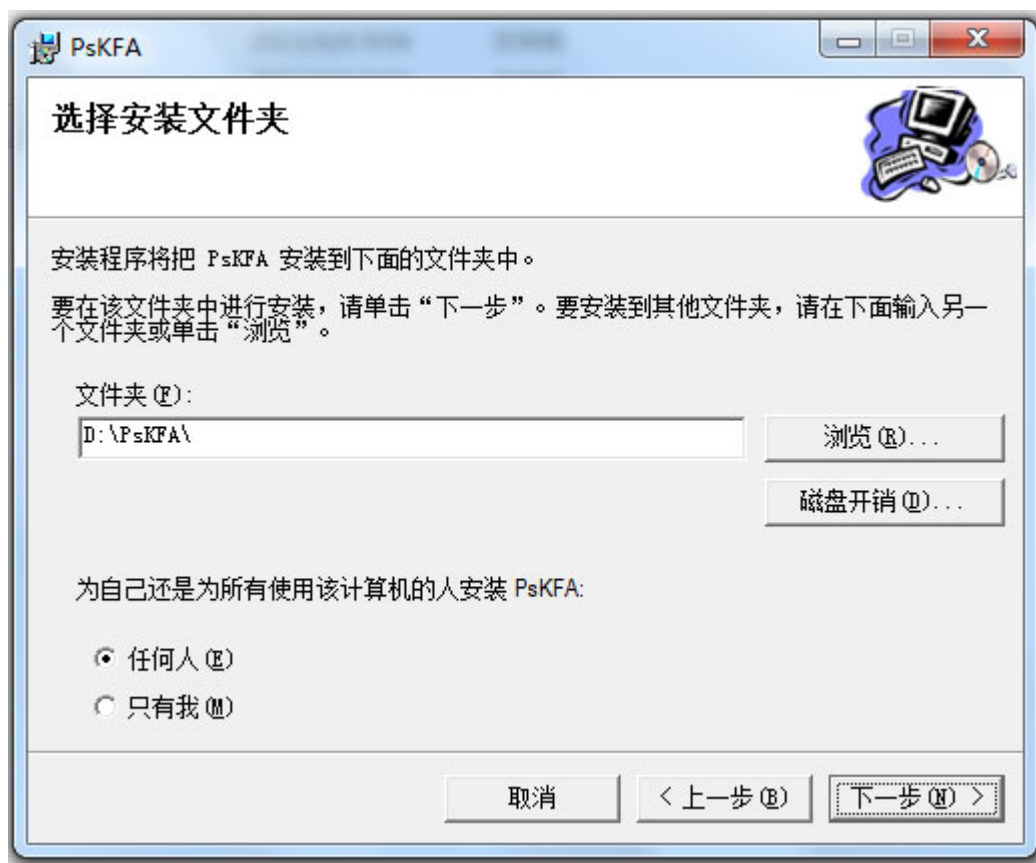 PsKFA
选择安装文件夹
安装程序将把 PsKFA 安装到下面的文件夹中。
要在该文件夹中进行安装，请单击“下一步”。要安装到其他文件夹，请在下面输入另一
个文件夹或单击“浏览”。
文件夹(F):
D:\PsKFA\
浏览(R)...
磁盘开销(D)...
为自己还是为所有使用该计算机的人安装 PsKFA:
任何人(E)
只有我(M)
取消
< 上一步(B)
下一步(N) >